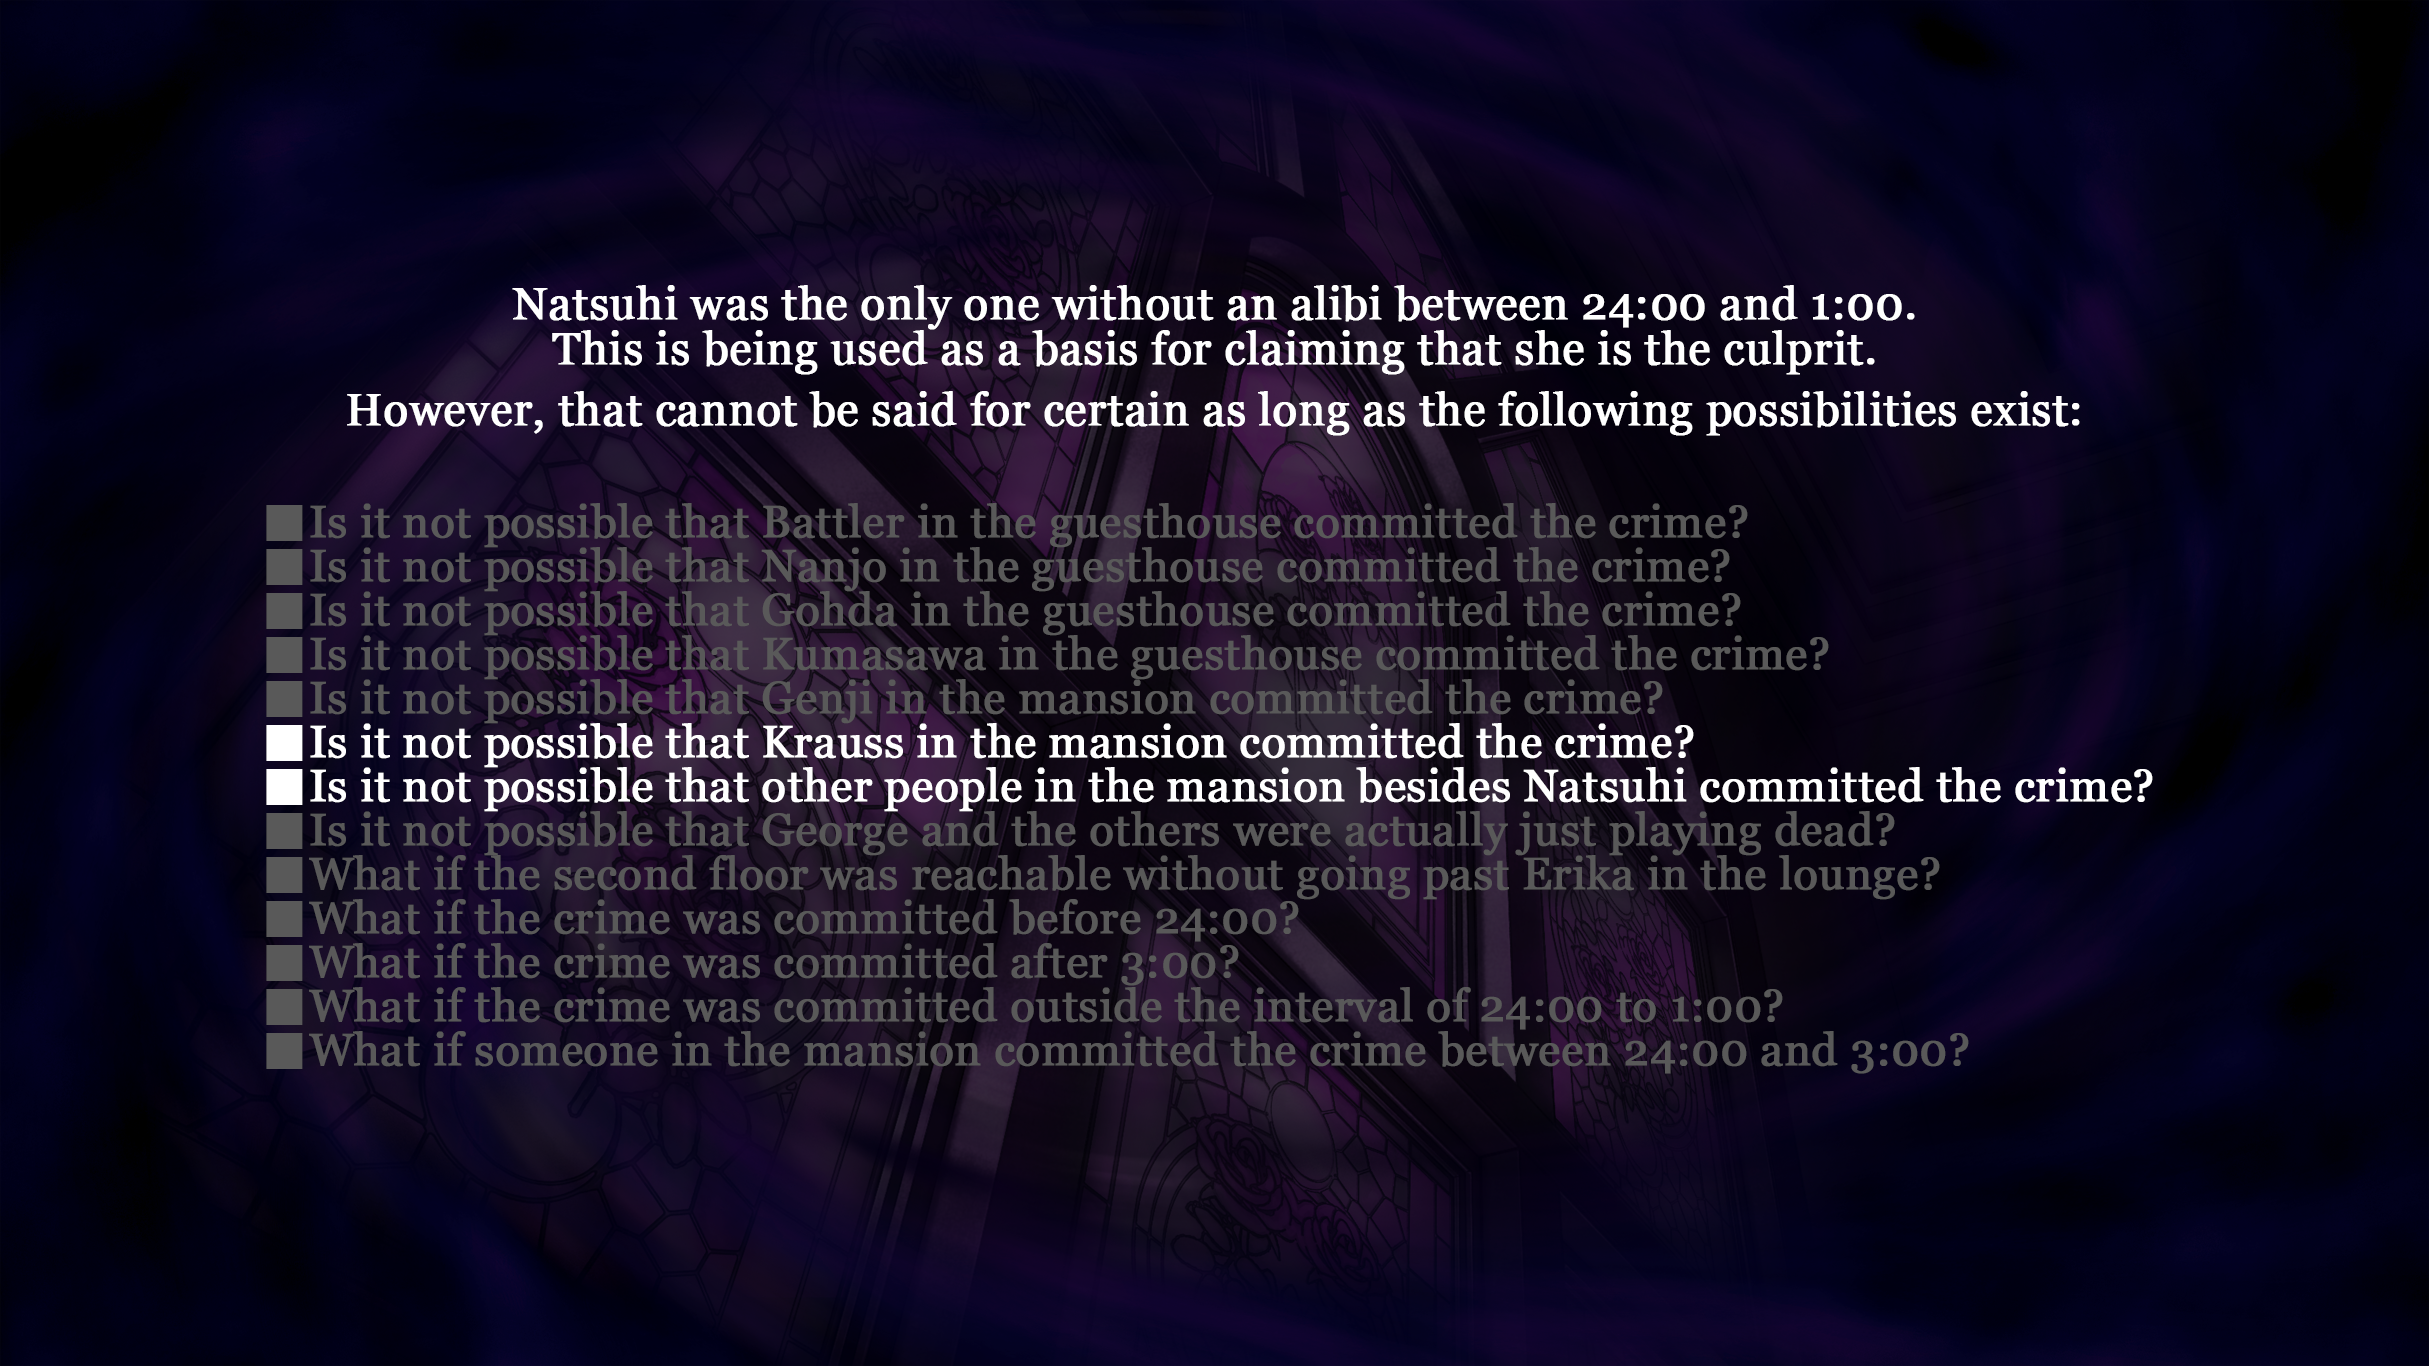 Natsuhi was the only one without an alibi between 24:00 and 1:00.
This is being used as a basis for claiming that she is the culprit.
However, that cannot be said for certain as long as the following possibilities exist:
■Is it not possible that Battler in the guesthouse committed the crime?
■Is it not possible that Nanjo in the guesthouse committed the crime?
■Is it not possible that Gohda in the guesthouse committed the crime?
■Is it not possible that Kumasawa in the guesthouse committed the crime?
■Is it not possible that Genji in the mansion committed the crime?
■Is it not possible that Krauss in the mansion committed the crime?
■Is it not possible that other people in the mansion besides Natsuhi committed the crime?
■Is it not possible that George and the others were actually just playing dead?
■What if the second floor was reachable without going past Erika in the lounge?
■What if the crime was committed before 24:00?
■What if the crime was committed after 3:00?
■What if the crime was committed outside the interval of 24:00 to 1:00?
■What if someone in the mansion committed the crime between 24:00 and 3:00?